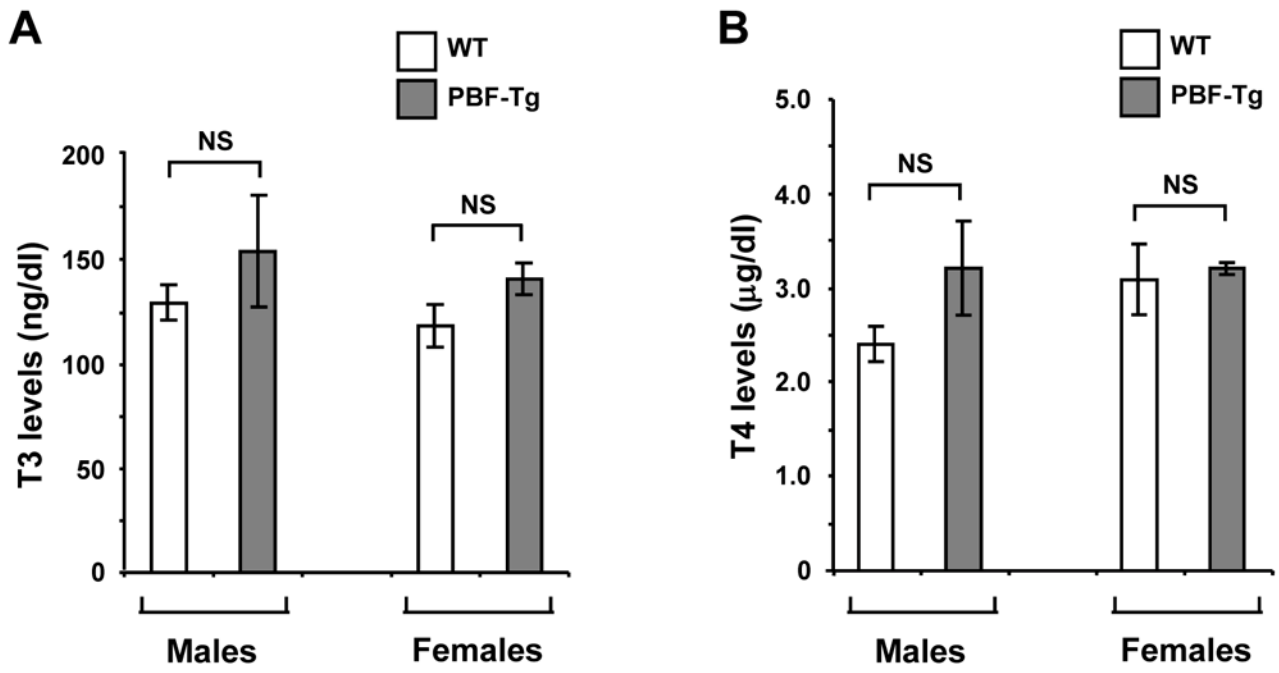 A
WT
PBF-Tg
T3 levels (ng/dl)
200
150
100
50
0
NS
NS
Males
Females
B
WT
PBF-Tg
T4 levels (µg/dl)
5.0
4.0
3.0
2.0
1.0
0
NS
NS
Males
Females